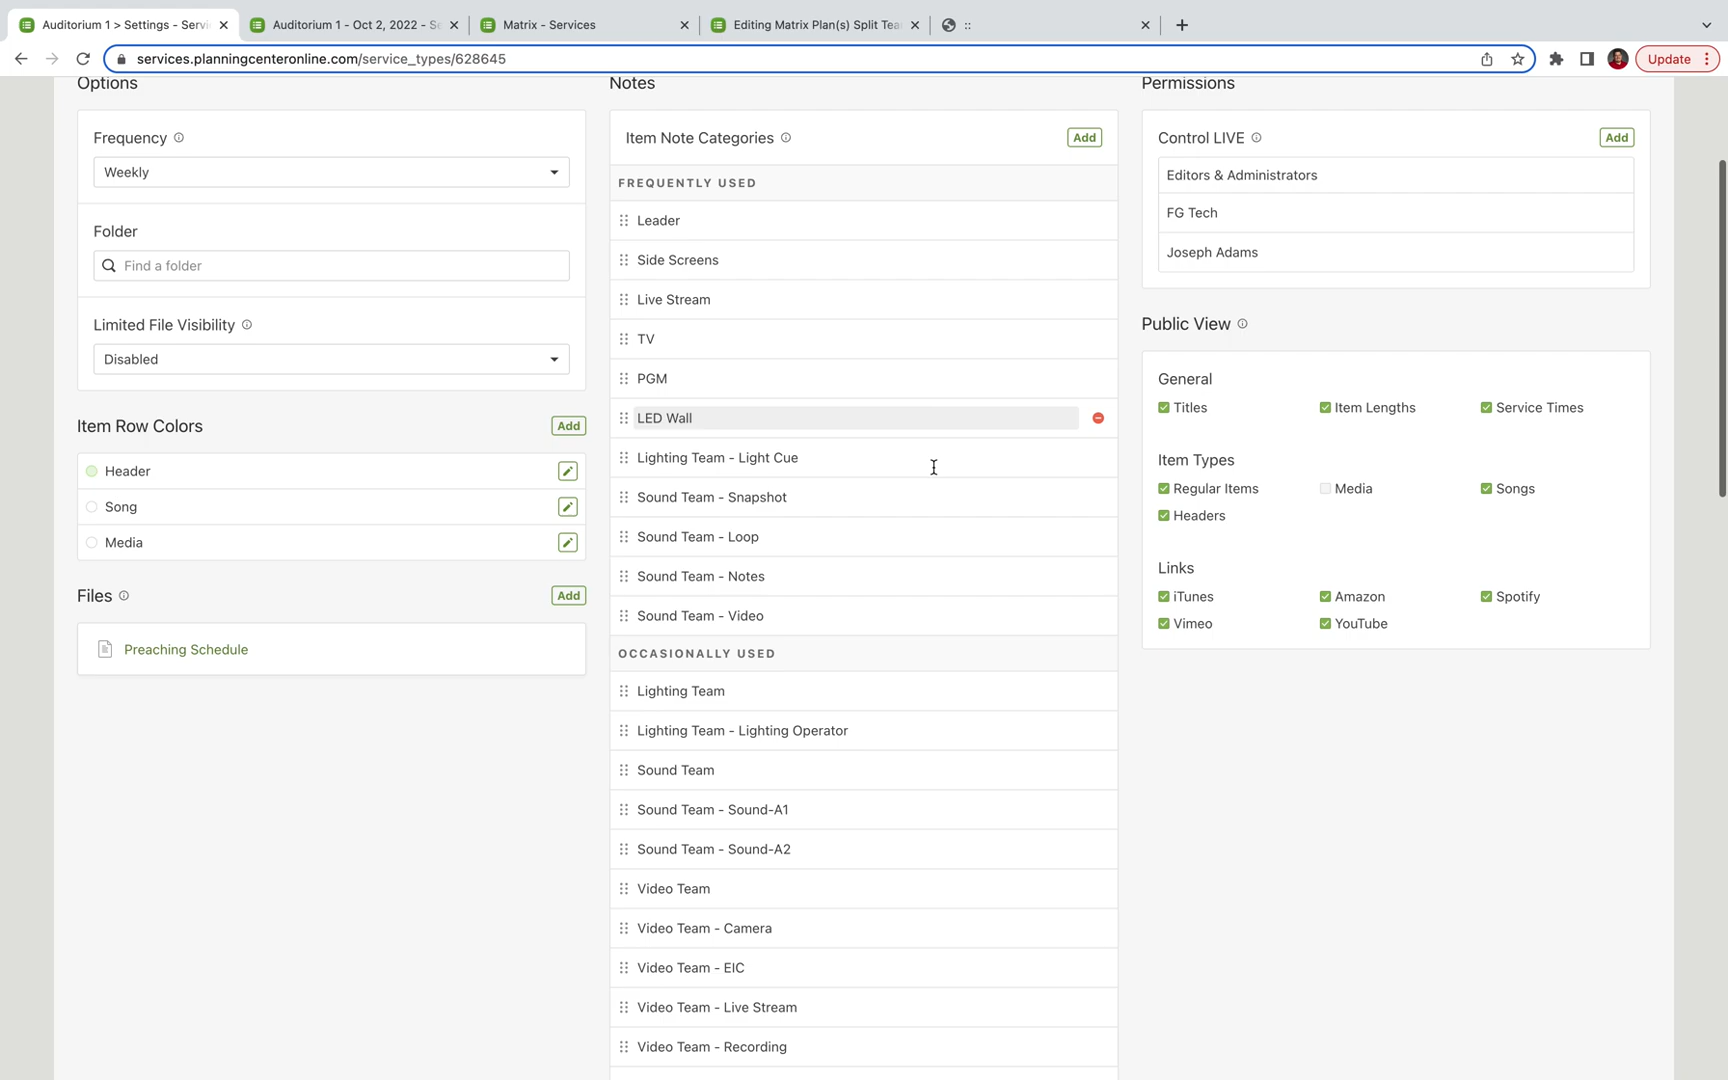 Auditorium 1 > Settings - Servi
Auditorium 1 - Oct 2, 2022 - Se
Matrix - Services
Editing Matrix Plan(s) Split Tea
::
services.planningcenteronline.com/service_types/628645
Update
Options
Frequency
Weekly
Folder
Find a folder
Limited File Visibility
Disabled
Item Row Colors
Add
Header
Song
Media
Files
Add
Preaching Schedule
Notes
Item Note Categories
Add
FREQUENTLY USED
Leader
Side Screens
Live Stream
TV
PGM
LED Wall
Lighting Team - Light Cue
Sound Team - Snapshot
Sound Team - Loop
Sound Team - Notes
Sound Team - Video
OCCASIONALLY USED
Lighting Team
Lighting Team - Lighting Operator
Sound Team
Sound Team - Sound-A1
Sound Team - Sound-A2
Video Team
Video Team - Camera
Video Team - EIC
Video Team - Live Stream
Video Team - Recording
Permissions
Control LIVE
Add
Editors & Administrators
FG Tech
Joseph Adams
Public View
General
Titles Item Lengths Service Times
Item Types
Regular Items Media Songs
Headers
Links
iTunes Amazon Spotify
Vimeo YouTube